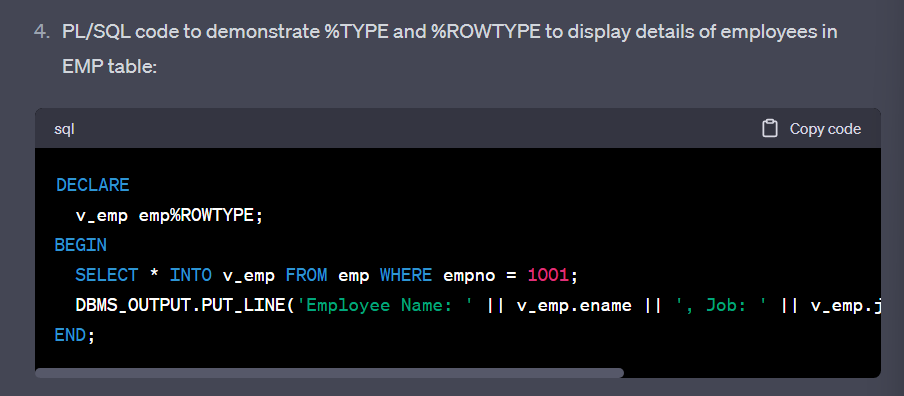 4. PL/SQL code to demonstrate %TYPE and %ROWTYPE to display details of employees in
EMP table:
sql
Copy code
DECLARE
v_emp emp%ROWTYPE;
BEGIN
SELECT * INTO v_emp FROM emp WHERE empno = 1001;
DBMS_OUTPUT.PUT_LINE('Employee Name: ' || v_emp.ename || ', Job: ' || v_emp.j
END;